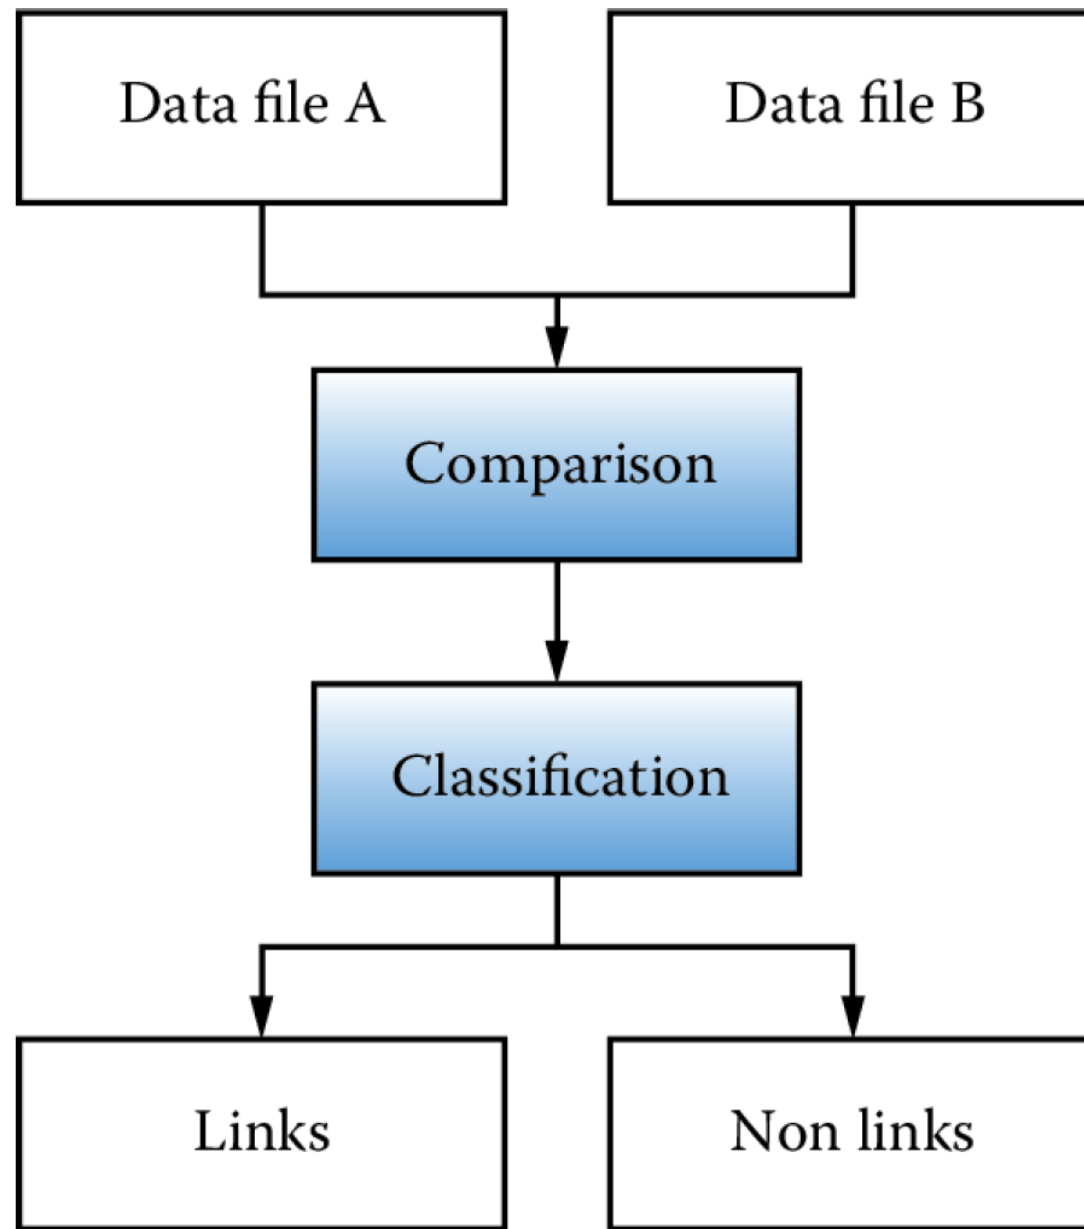 Data file A
Data file B
Comparison
Classification
Links
Non links